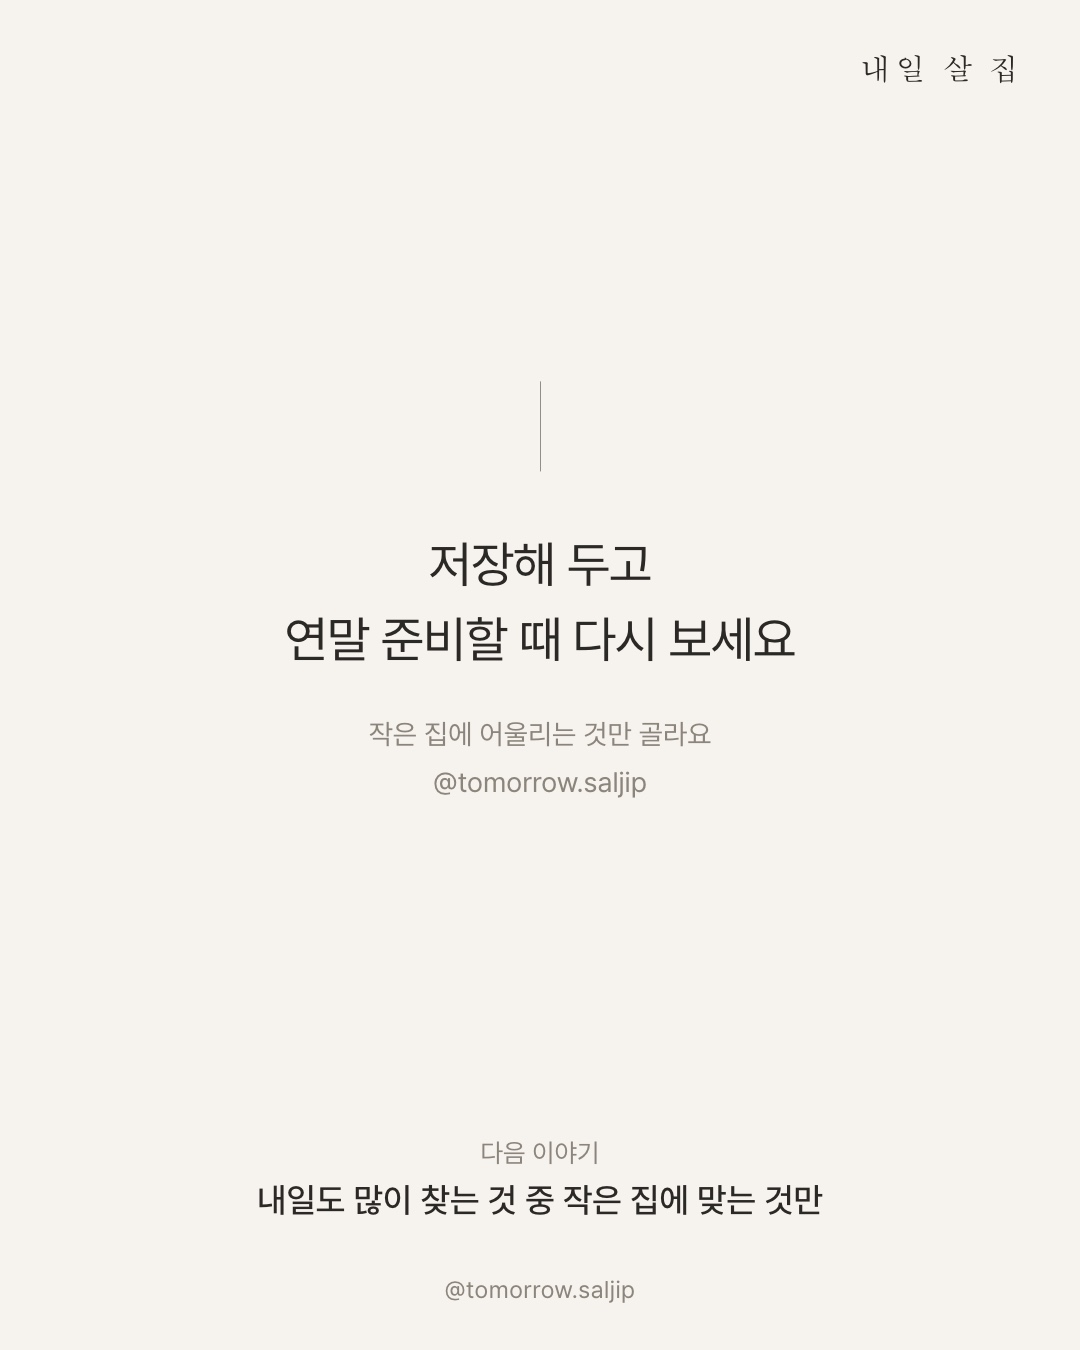 내일 살 집
저장해 두고
연말 준비할 때 다시 보세요
작은 집에 어울리는 것만 골라요
@tomorrow.saljip
다음 이야기
내일도 많이 찾는 것 중 작은 집에 맞는 것만
@tomorrow.saljip